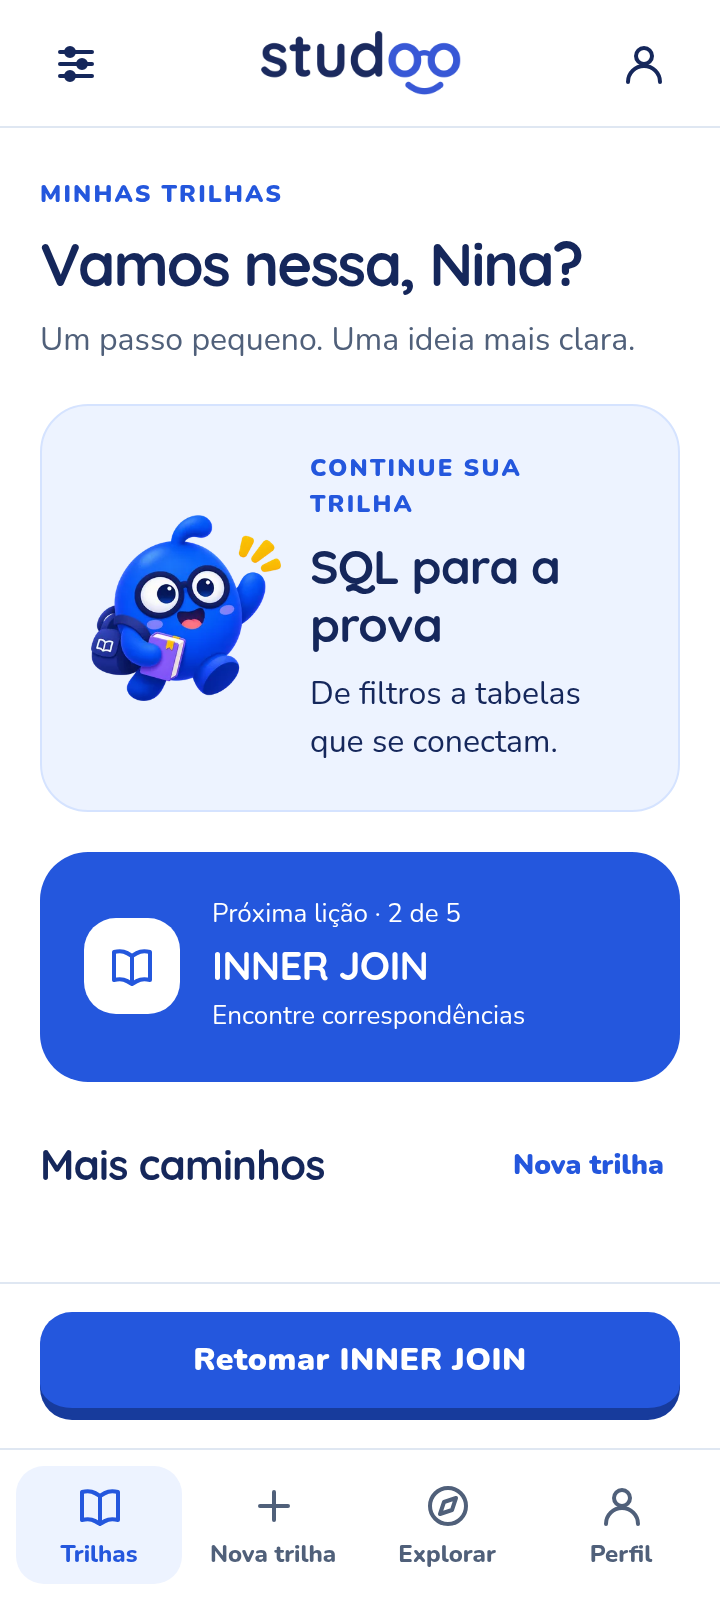 studoo
MINHAS TRILHAS
Vamos nessa, Nina?
Um passo pequeno. Uma ideia mais clara.
CONTINUE SUA
TRILHA
SQL para a
prova
De filtros a tabelas
que se conectam.
Próxima lição · 2 de 5
INNER JOIN
Encontre correspondências
Mais caminhos
Nova trilha
Retomar INNER JOIN
Trilhas
Nova trilha
Explorar
Perfil